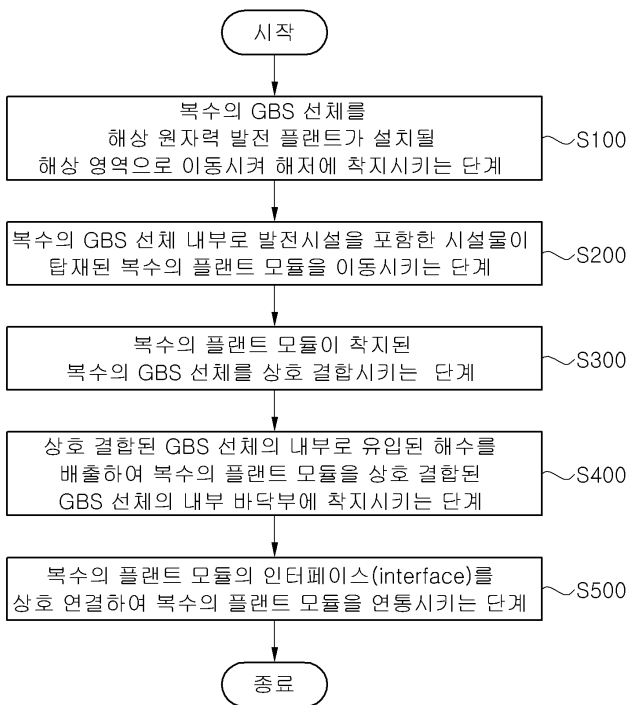 시작
복수의 GBS 선체를
해상 원자력 발전 플랜트가 설치될
해상 영역으로 이동시켜 해저에 착지시키는 단계
S100
복수의 GBS 선체 내부로 발전시설을 포함한 시설물이
탑재된 복수의 플랜트 모듈을 이동시키는 단계
S200
복수의 플랜트 모듈이 착지된
복수의 GBS 선체를 상호 결합시키는 단계
S300
상호 결합된 GBS 선체의 내부로 유입된 해수를
배출하여 복수의 플랜트 모듈을 상호 결합된
GBS 선체의 내부 바닥부에 착지시키는 단계
S400
복수의 플랜트 모듈의 인터페이스(interface)를
상호 연결하여 복수의 플랜트 모듈을 연통시키는 단계
S500
종료